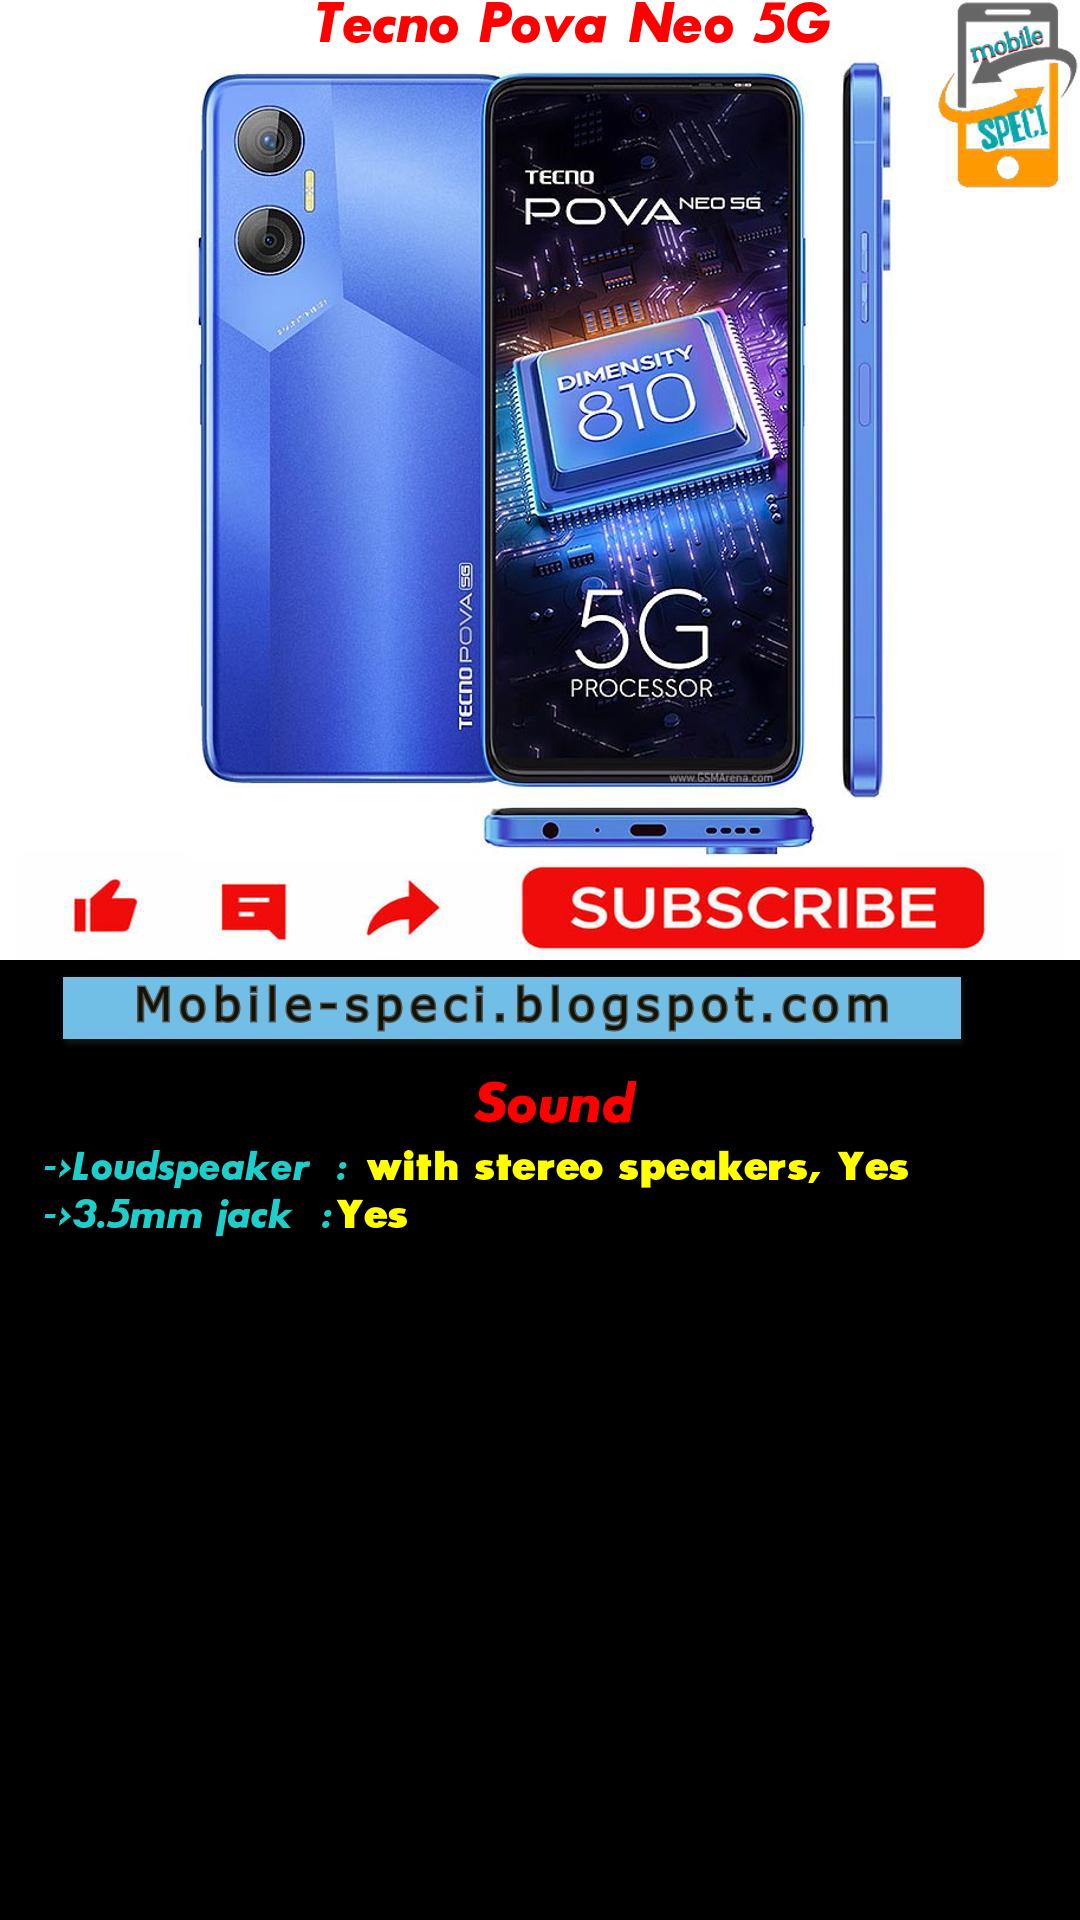 Tecno Pova Neo 5G
mobile
SPECI
TECNO
POVA NEO 5G
DIMENSITY
810
TECNO POVA 5G
5G
PROCESSOR
www.GSMArena.com
SUBSCRIBE
Mobile-speci.blogspot.com
Sound
->Loudspeaker : with stereo speakers, Yes
->3.5mm jack :Yes